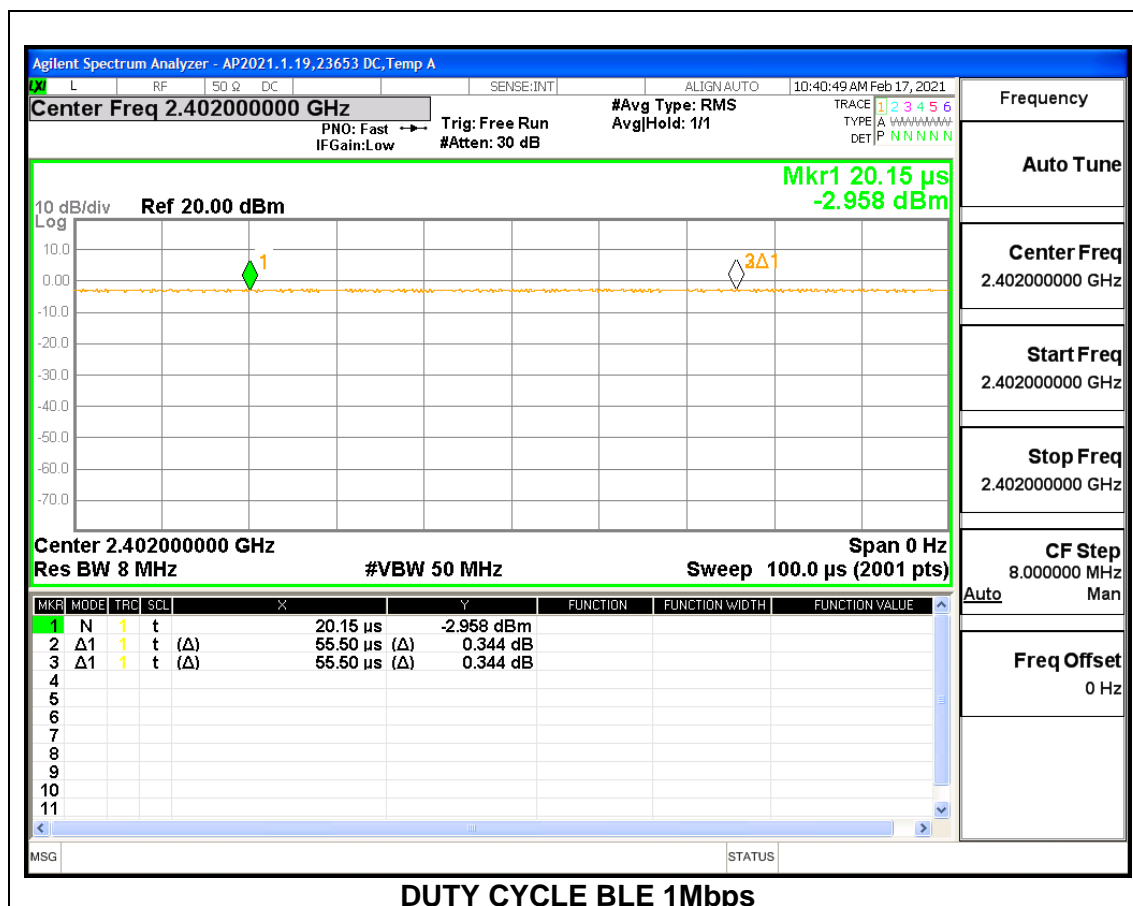 Agilent Spectrum Analyzer - AP2021.1.19,23653 DC,Temp A
LXI L RF 50 Ω DC SENSE:INT ALIGN AUTO 10:40:49 AM Feb 17, 2021
Center Freq 2.402000000 GHz
PNO: Fast
IFGain:Low
Trig: Free Run
#Atten: 30 dB
#Avg Type: RMS
Avg|Hold: 1/1
TRACE 1 2 3 4 5 6
TYPE A WWWWW
DET P N N N N N
Mkr1 20.15 µs
-2.958 dBm
10 dB/div Ref 20.00 dBm
Log
10.0
0.00
-10.0
-20.0
-30.0
-40.0
-50.0
-60.0
-70.0
1
3Δ1
Center 2.402000000 GHz Span 0 Hz
Res BW 8 MHz #VBW 50 MHz Sweep 100.0 µs (2001 pts)
MKR MODE TRC SCL X Y FUNCTION FUNCTION WIDTH FUNCTION VALUE
1 N 1 t 20.15 µs -2.958 dBm
2 Δ1 1 t (Δ) 55.50 µs (Δ) 0.344 dB
3 Δ1 1 t (Δ) 55.50 µs (Δ) 0.344 dB
4
5
6
7
8
9
10
11
MSG STATUS
Frequency
Auto Tune
Center Freq
2.402000000 GHz
Start Freq
2.402000000 GHz
Stop Freq
2.402000000 GHz
CF Step
8.000000 MHz
Auto Man
Freq Offset
0 Hz
DUTY CYCLE BLE 1Mbps